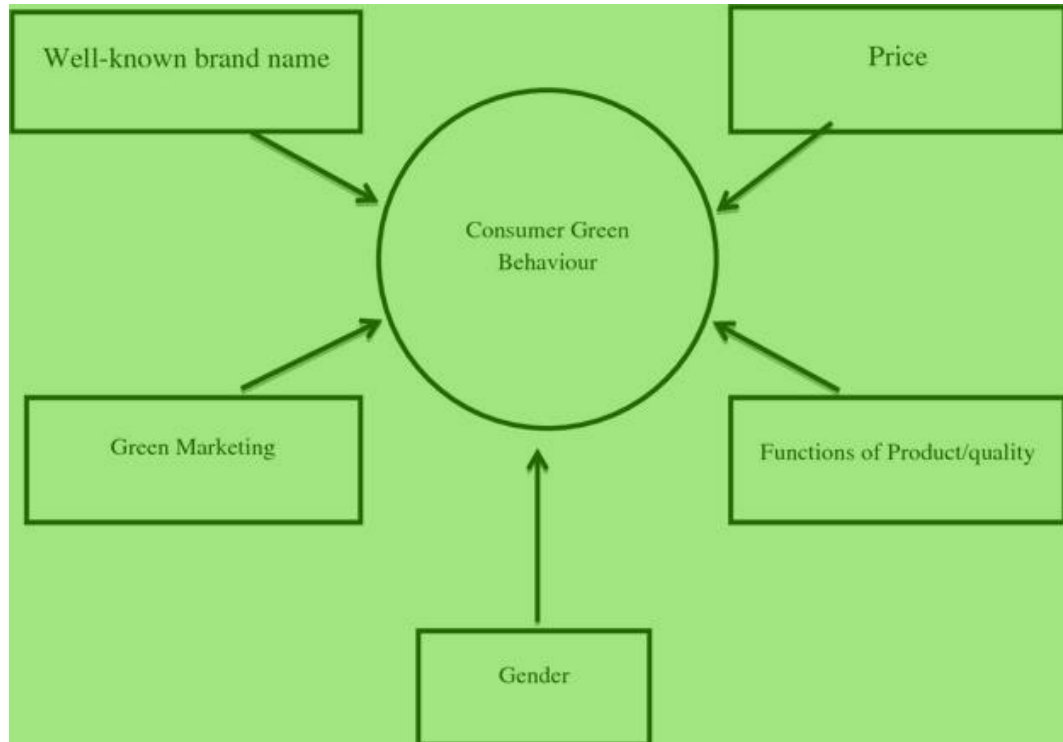 Well-known brand name
Price
Consumer Green
Behaviour
Green Marketing
Functions of Product/quality
Gender